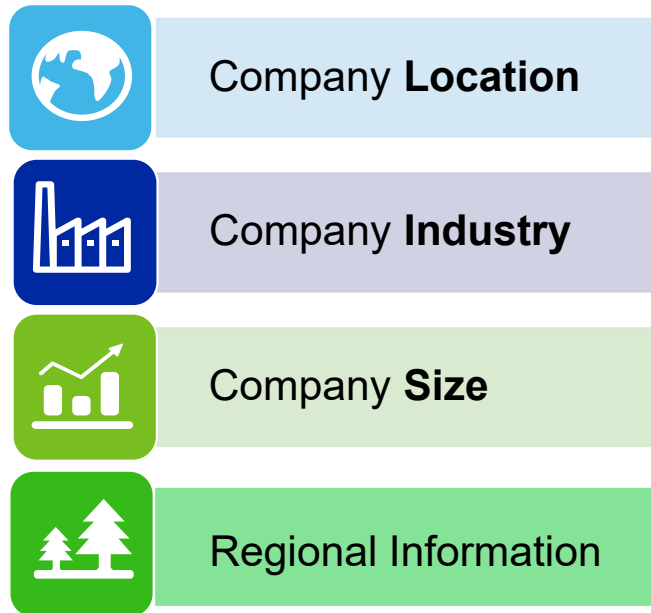 Company Location
Company Industry
Company Size
Regional Information